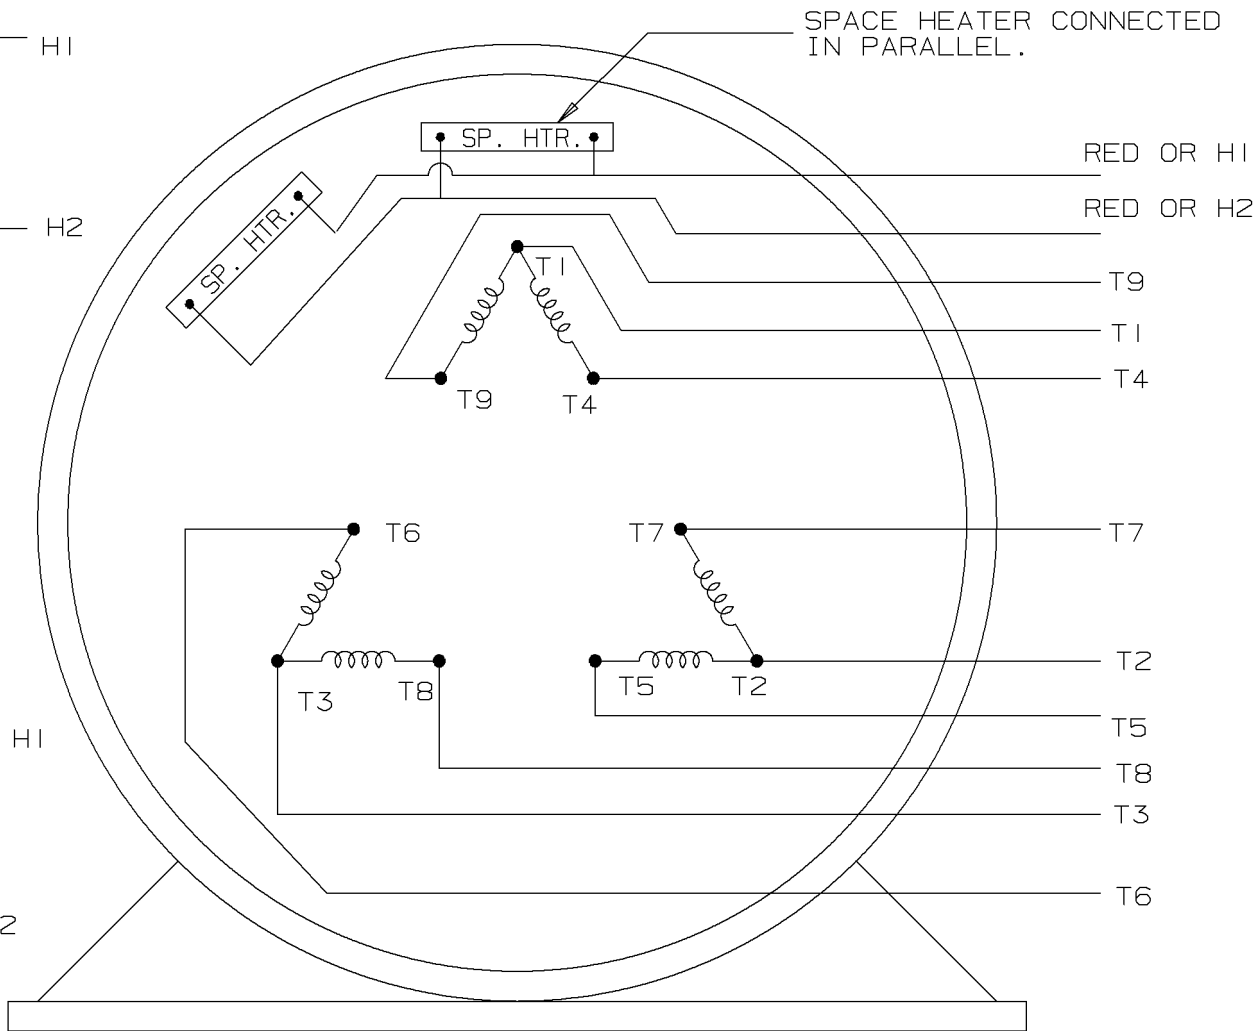 SPACE HEATER CONNECTED
IN PARALLEL.
H1
SP. HTR.
RED OR H1
SP. HTR.
RED OR H2
H2
T1
T9
T1
T9
T4
T4
T6
T7
T7
T3
T8
T5
T2
T2
T5
H1
T8
T3
T6
2